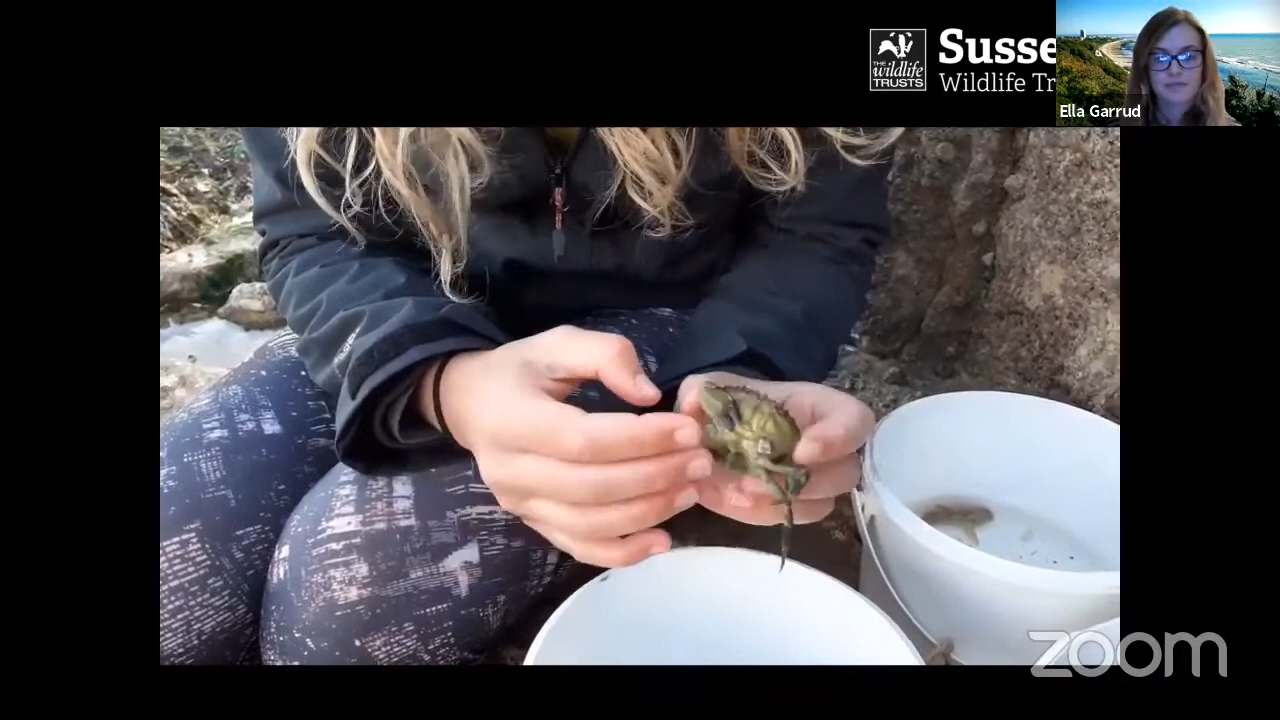 THE
wildlife
TRUSTS
Susse
Wildlife Tr
Ella Garrud
zoom